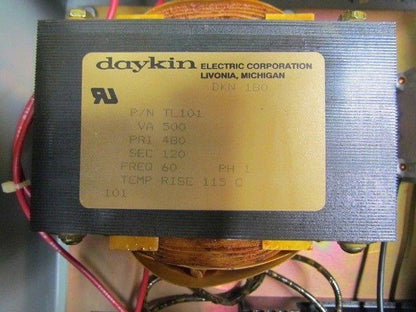 daykin ELECTRIC CORPORATION
LIVONIA, MICHIGAN
DKN 180
P/N TL101
VA 500
PRI 480
SEC 120
FREQ 60 PH 1
TEMP RISE 115 C
101